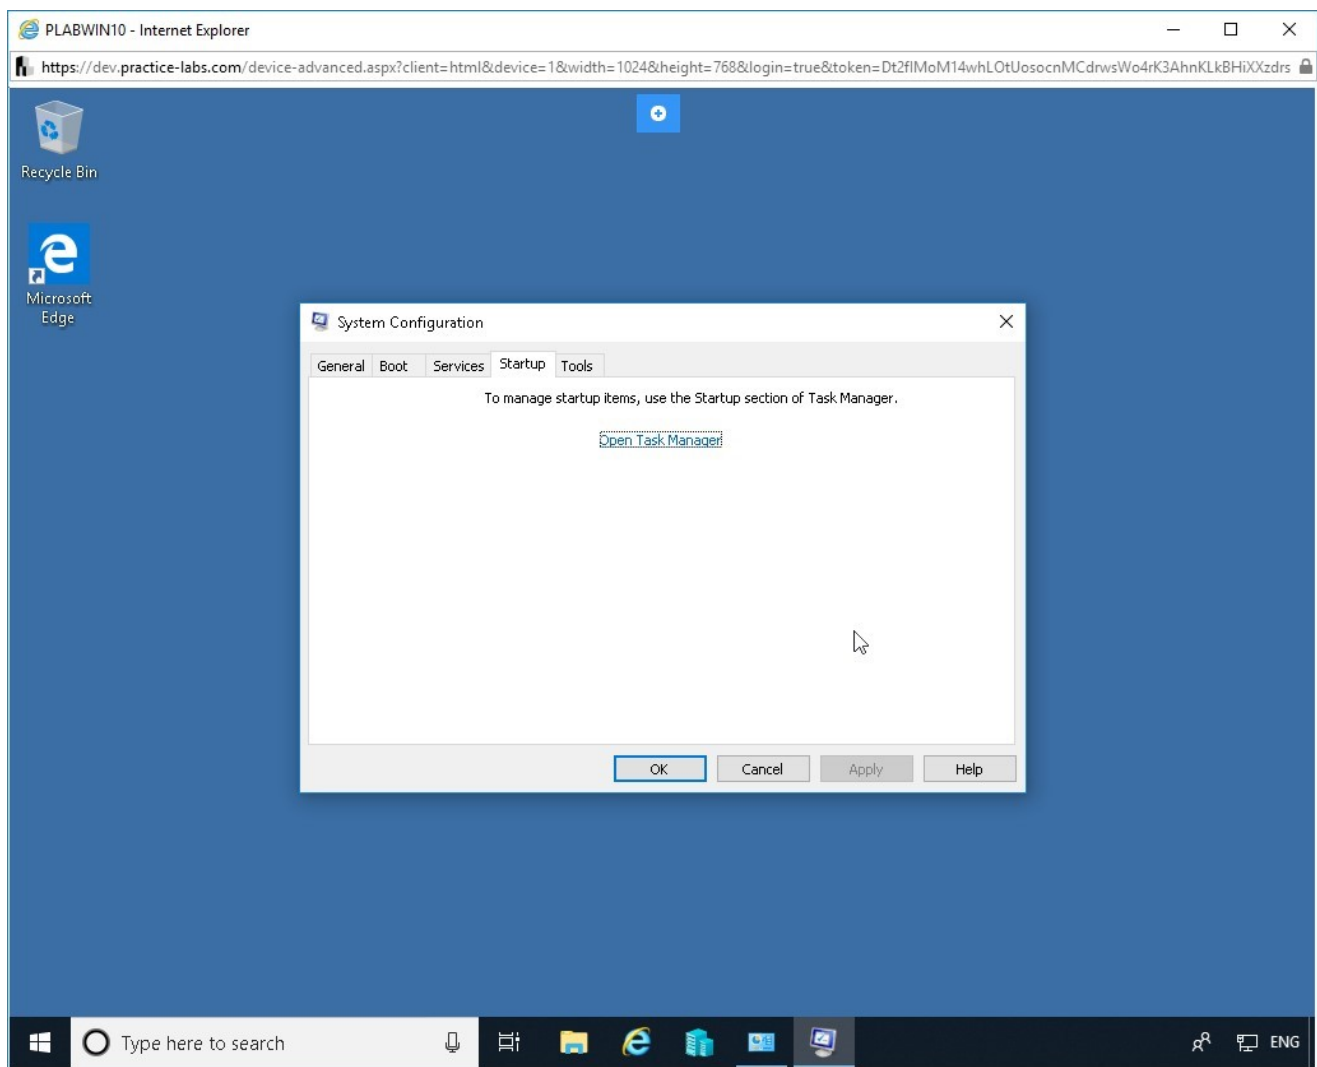 PLABWIN10 - Internet Explorer
https://dev.practice-labs.com/device-advanced.aspx?client=html&device=1&width=1024&height=768&login=true&token=Dt2fIMoM14whLOtUosocnMCdrwsWo4rK3AhnKLkBHiXXzdrs
Recycle Bin
Microsoft
Edge
System Configuration
General Boot Services Startup Tools
To manage startup items, use the Startup section of Task Manager.
Open Task Manager
OK Cancel Apply Help
Type here to search
ENG